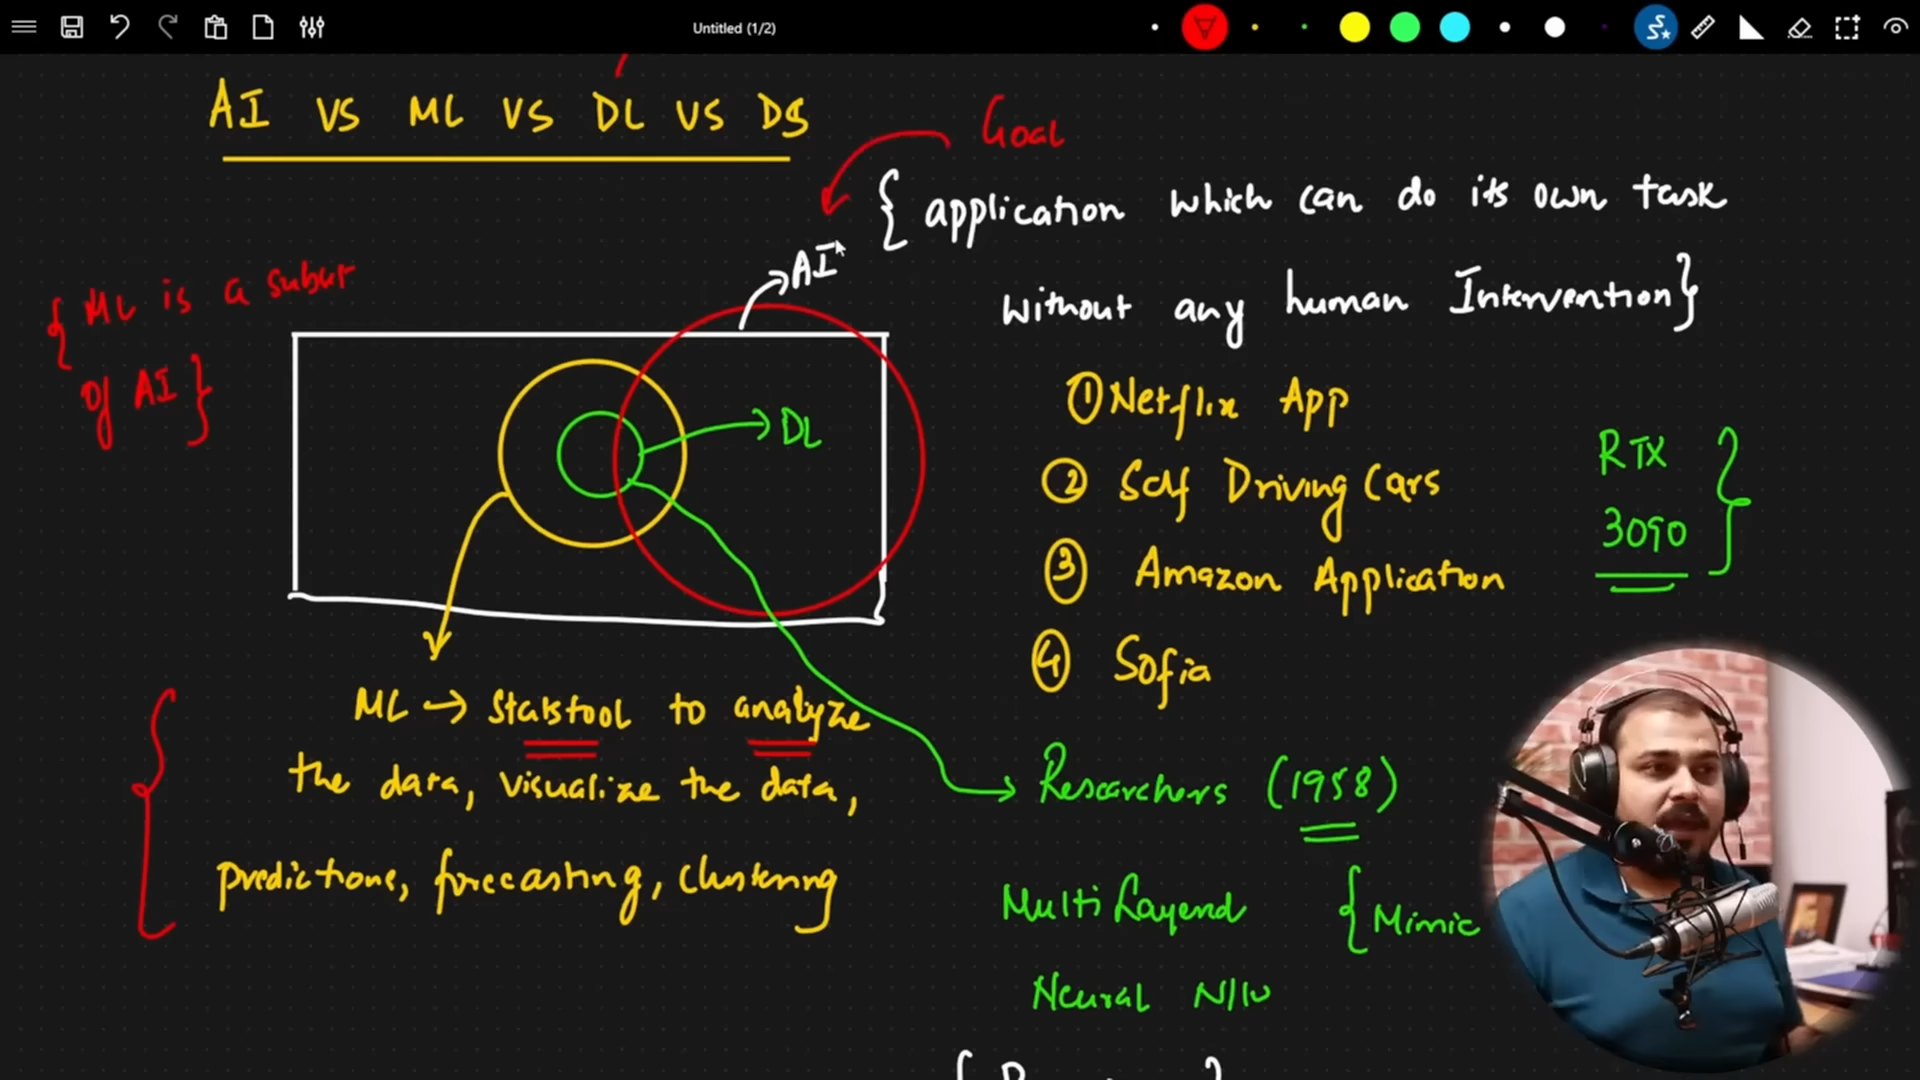 Untitled (1/2)
AI VS ML VS DL VS DS
Goal
{ application which can do its own task
without any human Intervention}
AI
{ ML is a subset
of AI }
DL
① Netflix App
② Self Driving Cars
③ Amazon Application
④ Sofia
RTX
3090 }
ML → Stats tool to analyze
the data, visualize the data,
predictions, forecasting, clustering
Researchers (1958)
Multi Layered { Mimic
Neural N/w